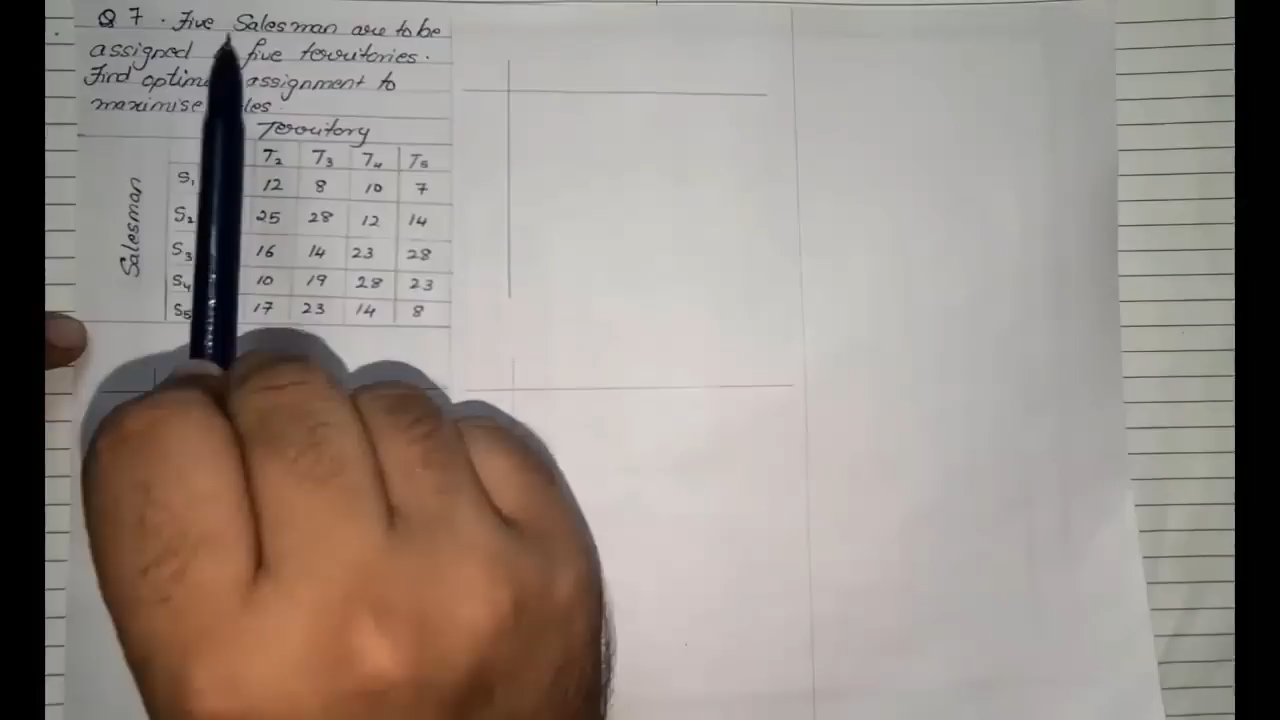 Q 7. Five Salesman are to be
assigned five territories.
Find assignment to
maximise
Territory
T2 T3 T4 T5
Salesman
S1 12 8 10 7
S2 25 28 12 14
S3 16 14 23 28
S4 10 19 28 23
S5 17 23 14 8